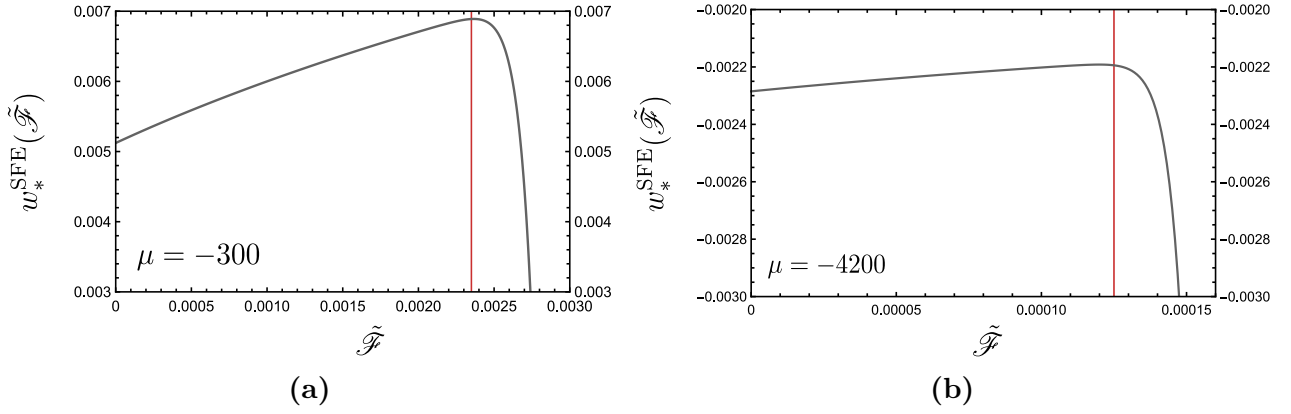 w_*^SFE(𝓕̃)
0.007 0.007
0.006 0.006
0.005 0.005
0.004 0.004
0.003 0.003
μ = −300
0 0.0005 0.0010 0.0015 0.0020 0.0025 0.0030
𝓕̃
(a)
w_*^SFE(𝓕̃)
−0.0020 −0.0020
−0.0022 −0.0022
−0.0024 −0.0024
−0.0026 −0.0026
−0.0028 −0.0028
−0.0030 −0.0030
μ = −4200
0 0.00005 0.00010 0.00015
𝓕̃
(b)